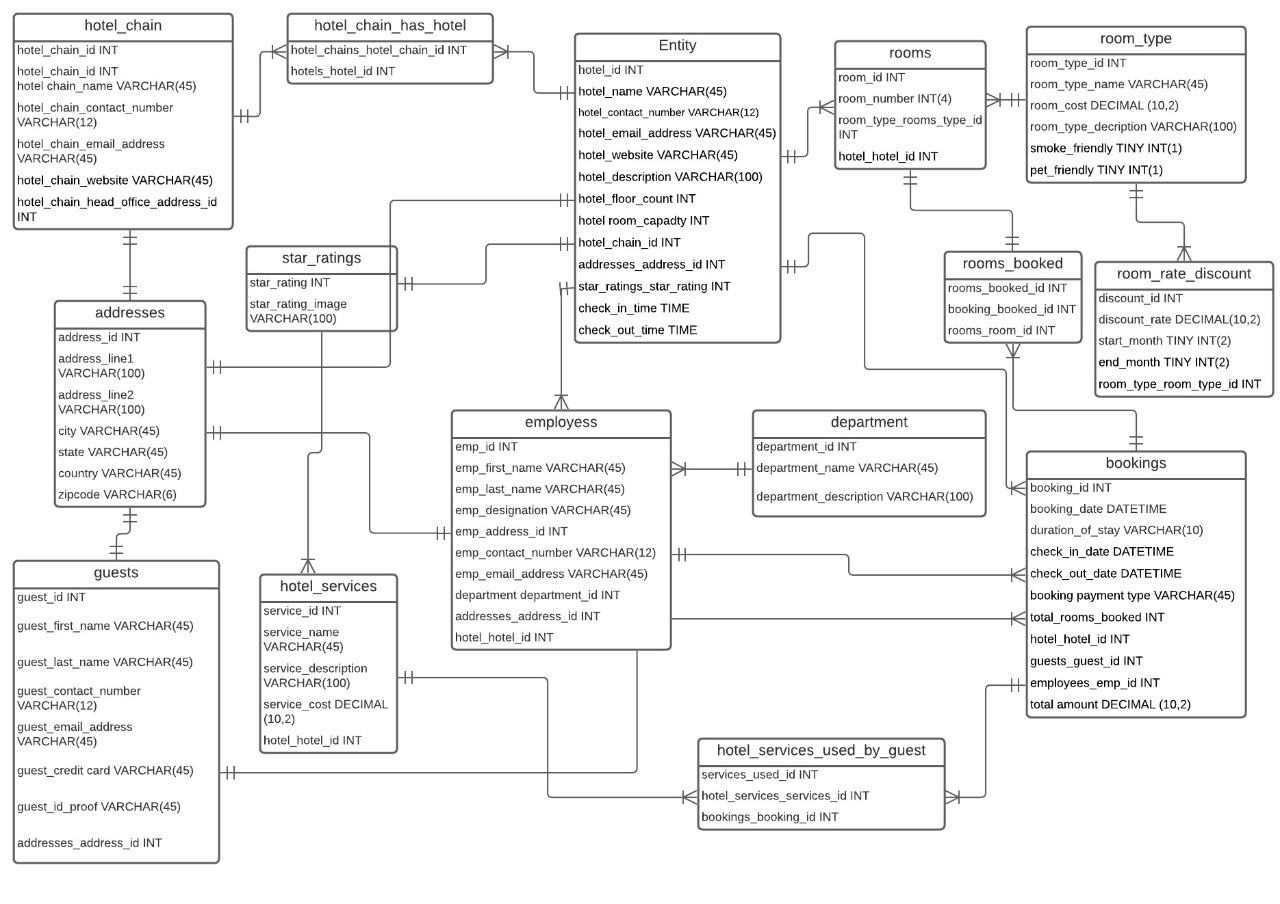 hotel_chain
hotel_chain_id INT
hotel_chain_id INT
hotel chain_name VARCHAR(45)
hotel_chain_contact_number
VARCHAR(12)
hotel_chain_email_address
VARCHAR(45)
hotel_chain_website VARCHAR(45)
hotel_chain_head_office_address_id
INT
hotel_chain_has_hotel
hotel_chains_hotel_chain_id INT
hotels_hotel_id INT
Entity
hotel_id INT
hotel_name VARCHAR(45)
hotel_contact_number VARCHAR(12)
hotel_email_address VARCHAR(45)
hotel_website VARCHAR(45)
hotel_description VARCHAR(100)
hotel_floor_count INT
hotel room_capadty INT
hotel_chain_id INT
addresses_address_id INT
star_ratings_star_rating INT
check_in_time TIME
check_out_time TIME
rooms
room_id INT
room_number INT(4)
room_type_rooms_type_id
INT
hotel_hotel_id INT
room_type
room_type_id INT
room_type_name VARCHAR(45)
room_cost DECIMAL (10,2)
room_type_decription VARCHAR(100)
smoke_friendly TINY INT(1)
pet_friendly TINY INT(1)
star_ratings
star_rating INT
star_rating_image
VARCHAR(100)
rooms_booked
rooms_booked_id INT
booking_booked_id INT
rooms_room_id INT
room_rate_discount
discount_id INT
discount_rate DECIMAL(10,2)
start_month TINY INT(2)
end_month TINY INT(2)
room_type_room_type_id INT
addresses
address_id INT
address_line1
VARCHAR(100)
address_line2
VARCHAR(100)
city VARCHAR(45)
state VARCHAR(45)
country VARCHAR(45)
zipcode VARCHAR(6)
employess
emp_id INT
emp_first_name VARCHAR(45)
emp_last_name VARCHAR(45)
emp_designation VARCHAR(45)
emp_address_id INT
emp_contact_number VARCHAR(12)
emp_email_address VARCHAR(45)
department department_id INT
addresses_address_id INT
hotel_hotel_id INT
department
department_id INT
department_name VARCHAR(45)
department_description VARCHAR(100)
bookings
booking_id INT
booking_date DATETIME
duration_of_stay VARCHAR(10)
check_in_date DATETIME
check_out_date DATETIME
booking payment type VARCHAR(45)
total_rooms_booked INT
hotel_hotel_id INT
guests_guest_id INT
employees_emp_id INT
total amount DECIMAL (10,2)
guests
guest_id INT
guest_first_name VARCHAR(45)
guest_last_name VARCHAR(45)
guest_contact_number
VARCHAR(12)
guest_email_address
VARCHAR(45)
guest_credit card VARCHAR(45)
guest_id_proof VARCHAR(45)
addresses_address_id INT
hotel_services
service_id INT
service_name
VARCHAR(45)
service_description
VARCHAR(100)
service_cost DECIMAL
(10,2)
hotel_hotel_id INT
hotel_services_used_by_guest
services_used_id INT
hotel_services_services_id INT
bookings_booking_id INT